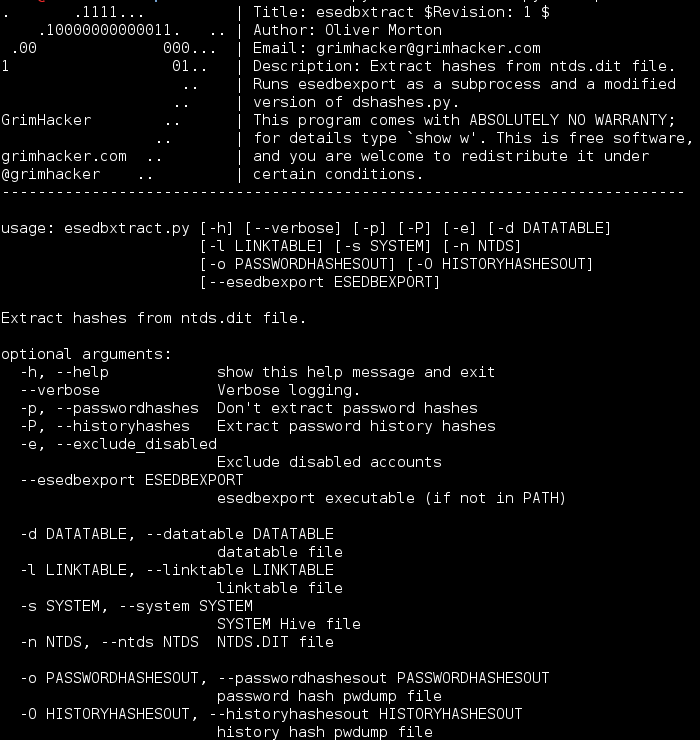 .       .1111...          | Title: esedbxtract $Revision: 1 $
    .10000000000011.   .. | Author: Oliver Morton
 .00              000...  | Email: grimhacker@grimhacker.com
1                  01..   | Description: Extract hashes from ntds.dit file.
                    ..    | Runs esedbexport as a subprocess and a modified
                   ..     | version of dshashes.py.
GrimHacker        ..      | This program comes with ABSOLUTELY NO WARRANTY;
                 ..       | for details type `show w'. This is free software,
grimhacker.com  ..        | and you are welcome to redistribute it under
@grimhacker    ..         | certain conditions.
----------------------------------------------------------------------------

usage: esedbxtract.py [-h] [--verbose] [-p] [-P] [-e] [-d DATATABLE]
                      [-l LINKTABLE] [-s SYSTEM] [-n NTDS]
                      [-o PASSWORDHASHESOUT] [-O HISTORYHASHESOUT]
                      [--esedbexport ESEDBEXPORT]

Extract hashes from ntds.dit file.

optional arguments:
  -h, --help            show this help message and exit
  --verbose             Verbose logging.
  -p, --passwordhashes  Don't extract password hashes
  -P, --historyhashes   Extract password history hashes
  -e, --exclude_disabled
                        Exclude disabled accounts
  --esedbexport ESEDBEXPORT
                        esedbexport executable (if not in PATH)

  -d DATATABLE, --datatable DATATABLE
                        datatable file
  -l LINKTABLE, --linktable LINKTABLE
                        linktable file
  -s SYSTEM, --system SYSTEM
                        SYSTEM Hive file
  -n NTDS, --ntds NTDS  NTDS.DIT file

  -o PASSWORDHASHESOUT, --passwordhashesout PASSWORDHASHESOUT
                        password hash pwdump file
  -O HISTORYHASHESOUT, --historyhashesout HISTORYHASHESOUT
                        history hash pwdump file